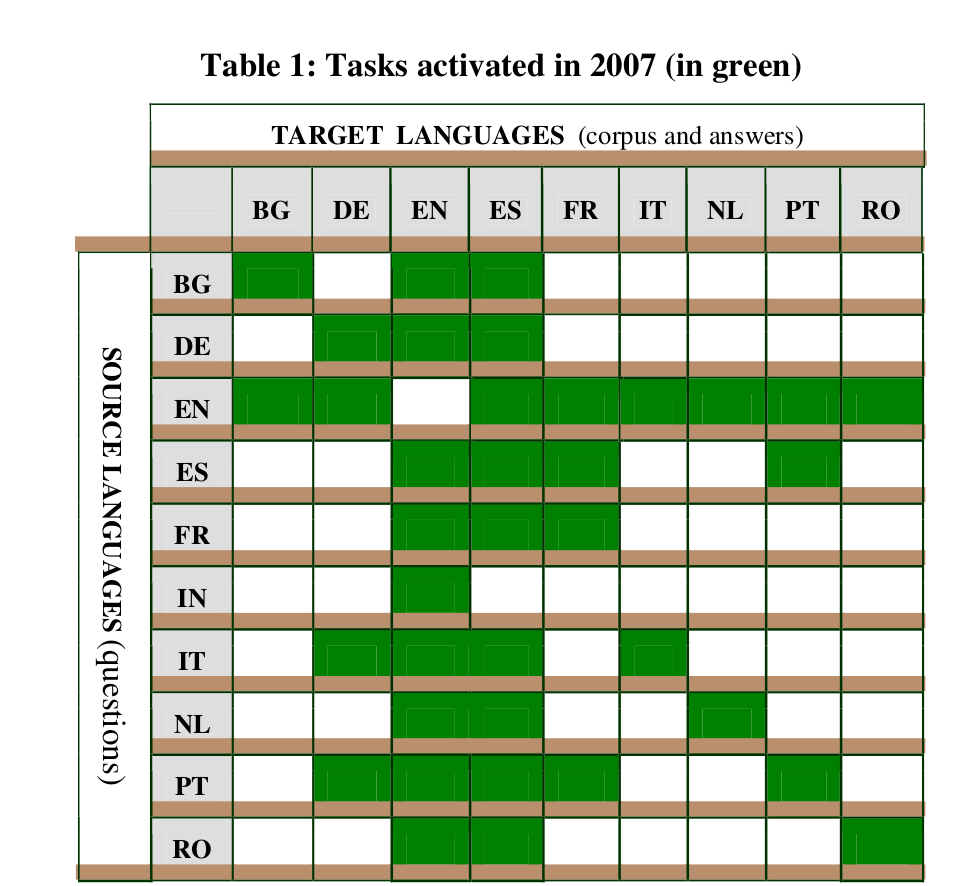 Table 1: Tasks activated in 2007 (in green)
TARGET LANGUAGES (corpus and answers)
BG DE EN ES FR IT NL PT RO
SOURCE LANGUAGES (questions)
BG
DE
EN
ES
FR
IN
IT
NL
PT
RO